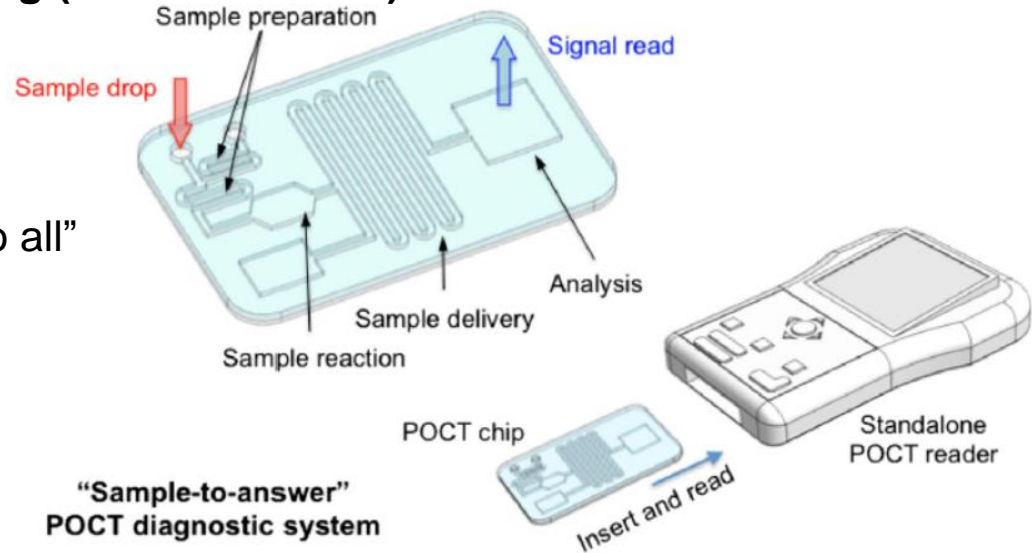 Sample preparation
Signal read
Sample drop
all”
Analysis
Sample delivery
Sample reaction
POCT chip
Standalone
POCT reader
Insert and read
“Sample-to-answer”
POCT diagnostic system